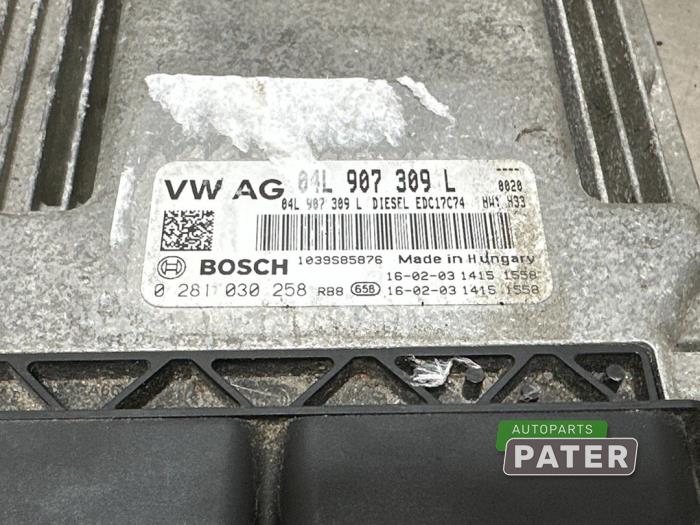 VW AG 04L 907 309 L
0020
04L 907 309 L DIESEL EDC17C74 HW1 H33
BOSCH 1039S85876 Made in Hungary
16-02-03 1415 1558
0 281 030 258 RBB 658 16-02-03 1415 1558
AUTOPARTS
PATER